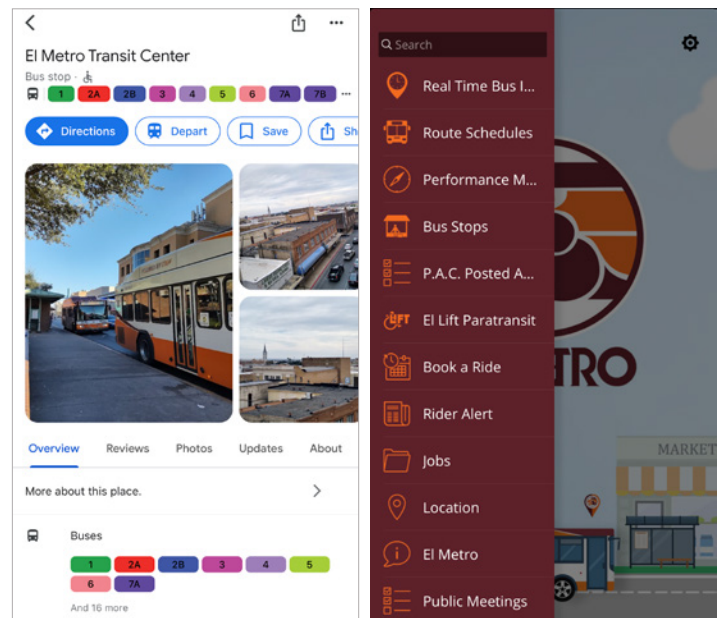 El Metro Transit Center
Bus stop ·
1 2A 2B 3 4 5 6 7A 7B ...
Directions Depart Save Sh
Overview Reviews Photos Updates About
More about this place.
Buses
1 2A 2B 3 4 5
6 7A
And 16 more
Search
Real Time Bus I...
Route Schedules
Performance M...
Bus Stops
P.A.C. Posted A...
LIFT El Lift Paratransit
Book a Ride
Rider Alert
Jobs
Location
El Metro
Public Meetings
TRO
MARKET